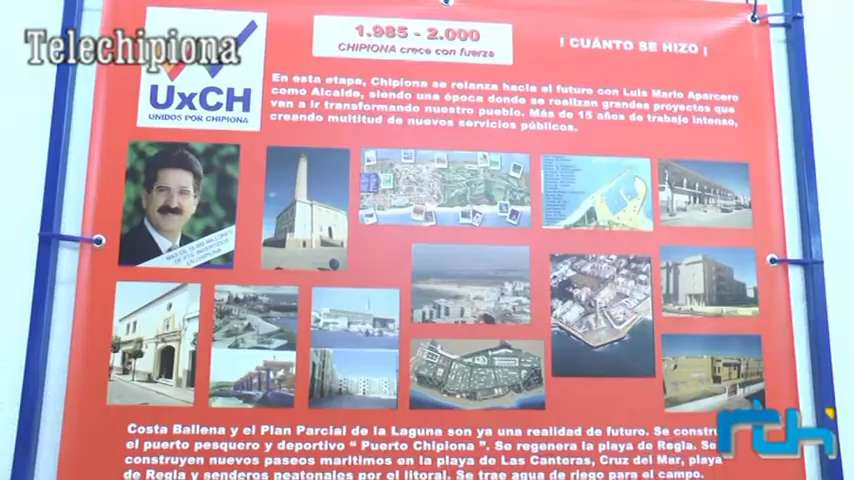 Telechipiona
UxCH
UNIDOS POR CHIPIONA
1.985 - 2.000
CHIPIONA crece con fuerza
! CUÁNTO SE HIZO ¡
En esta etapa, Chipiona se relanza hacia el futuro con Luis Mario Aparcero
como Alcalde, siendo una época donde se realizan grandes proyectos que
van a ir transformando nuestro pueblo. Más de 15 años de trabajo intenso,
creando multitud de nuevos servicios públicos.
Costa Ballena y el Plan Parcial de la Laguna son ya una realidad de futuro. Se constru
el puerto pesquero y deportivo “ Puerto Chipiona ”. Se regenera la playa de Regla. Se
construyen nuevos paseos maritimos en la playa de Las Canteras, Cruz del Mar, playa
de Regla y senderos peatonales por el litoral. Se trae agua de riego para el campo.
rch